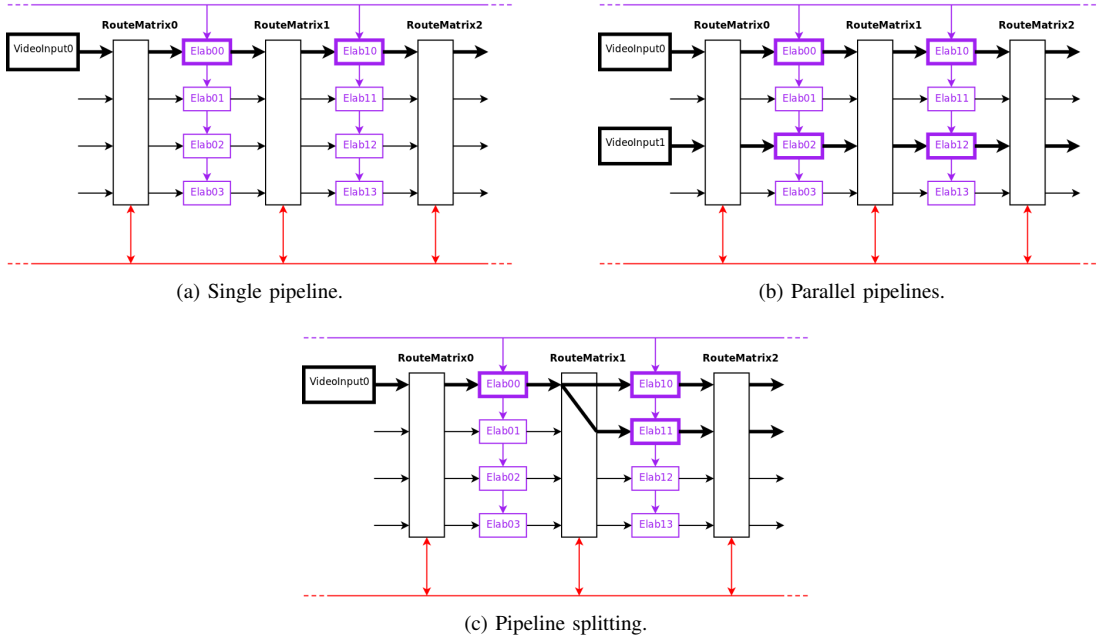 RouteMatrix0 RouteMatrix1 RouteMatrix2
VideoInput0 Elab00 Elab10
Elab01 Elab11
Elab02 Elab12
Elab03 Elab13
(a) Single pipeline.
RouteMatrix0 RouteMatrix1 RouteMatrix2
VideoInput0 Elab00 Elab10
Elab01 Elab11
VideoInput1 Elab02 Elab12
Elab03 Elab13
(b) Parallel pipelines.
RouteMatrix0 RouteMatrix1 RouteMatrix2
VideoInput0 Elab00 Elab10
Elab01 Elab11
Elab02 Elab12
Elab03 Elab13
(c) Pipeline splitting.